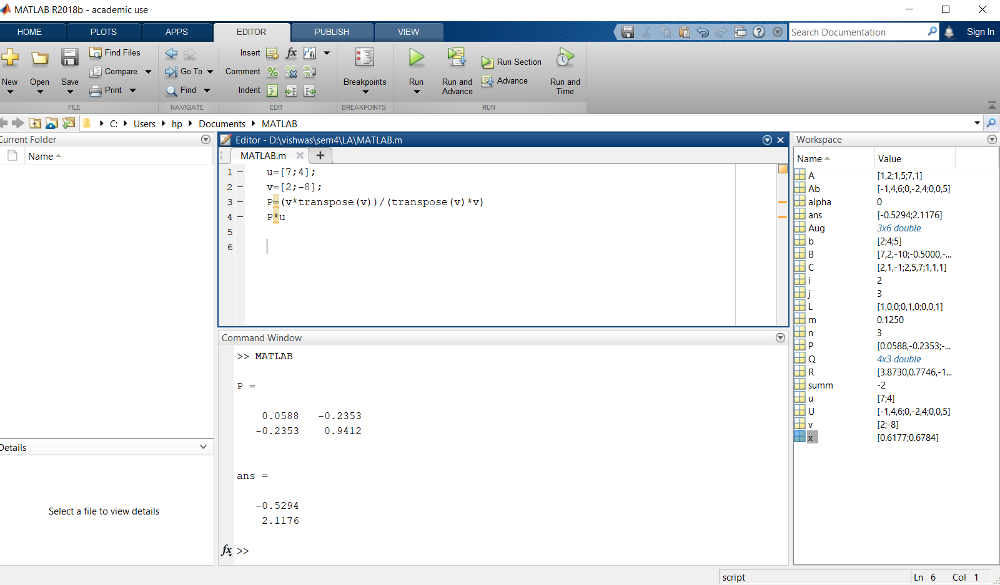 MATLAB R2018b - academic use
HOME PLOTS APPS EDITOR PUBLISH VIEW
Search Documentation
Sign In
New
Open
Save
Find Files
Compare
Print
FILE
Go To
Find
NAVIGATE
Insert fx fi
Comment % % %
Indent
EDIT
Breakpoints
BREAKPOINTS
Run
Run and
Advance
Run Section
Advance
Run and
Time
RUN
C: Users hp Documents MATLAB
Current Folder
Name
Details
Select a file to view details
Editor - D:\vishwas\sem4\LA\MATLAB.m
MATLAB.m
1 – u=[7;4];
2 – v=[2;-8];
3 – P=(v*transpose(v))/(transpose(v)*v)
4 – P*u
5
6
Command Window
>> MATLAB
P =
0.0588 -0.2353
-0.2353 0.9412
ans =
-0.5294
2.1176
fx >>
Workspace
Name Value
A [1,2;1,5;7,1]
Ab [-1,4,6;0,-2,4;0,0,5]
alpha 0
ans [-0.5294;2.1176]
Aug 3x6 double
b [2;4;5]
B [7,2,-10;-0.5000,-...
C [2,1,-1;2,5,7;1,1,1]
i 2
j 3
L [1,0,0;0,1,0;0,0,1]
m 0.1250
n 3
P [0.0588,-0.2353;-...
Q 4x3 double
R [3.8730,0.7746,-1...
summ -2
u [7;4]
U [-1,4,6;0,-2,4;0,0,5]
v [2;-8]
x [0.6177;0.6784]
script
Ln 6 Col 1